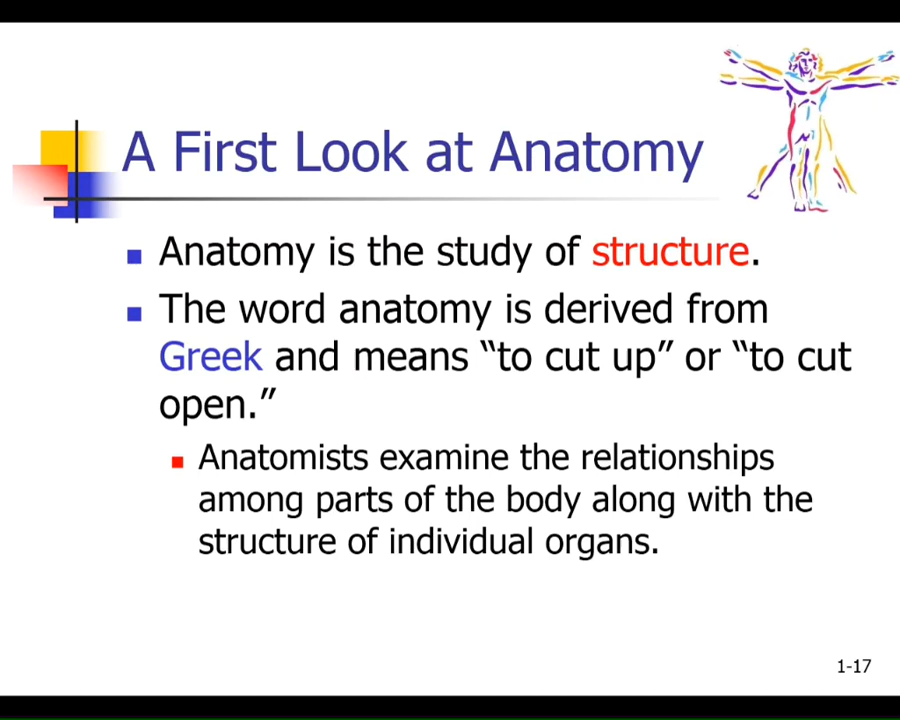 A First Look at Anatomy
Anatomy is the study of structure.
The word anatomy is derived from
Greek and means “to cut up” or “to cut
open.”
Anatomists examine the relationships
among parts of the body along with the
structure of individual organs.
1-17